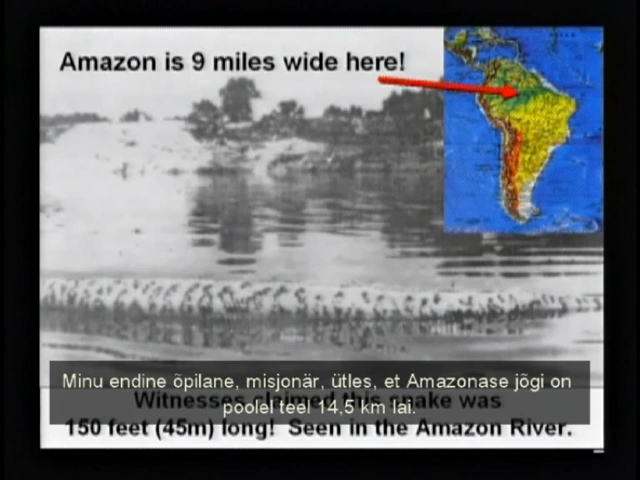 Amazon is 9 miles wide here!
Minu endine õpilane, misjonär, ütles, et Amazonase jõgi on
poolel teel 14,5 km lai.
Witnesses claimed this snake was
150 feet (45m) long! Seen in the Amazon River.